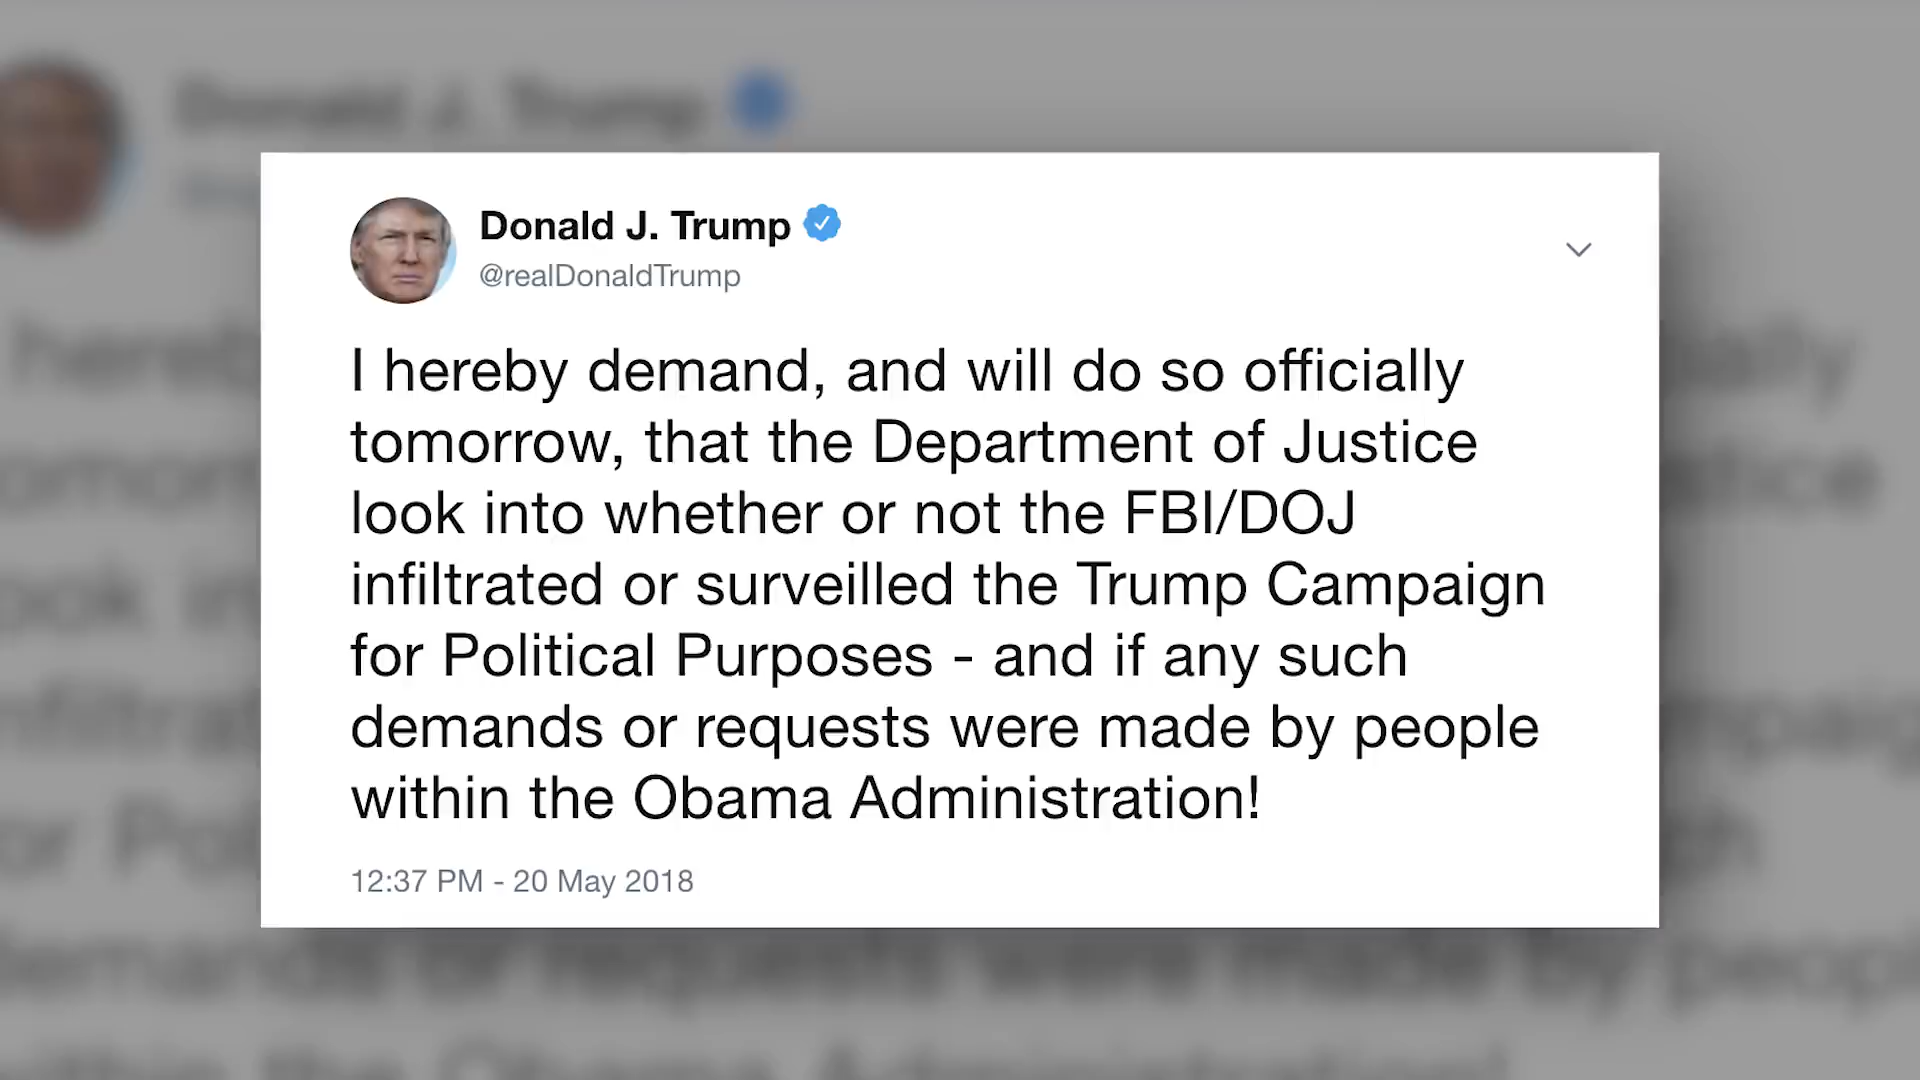 Donald J. Trump
@realDonaldTrump
I hereby demand, and will do so officially
tomorrow, that the Department of Justice
look into whether or not the FBI/DOJ
infiltrated or surveilled the Trump Campaign
for Political Purposes - and if any such
demands or requests were made by people
within the Obama Administration!
12:37 PM - 20 May 2018